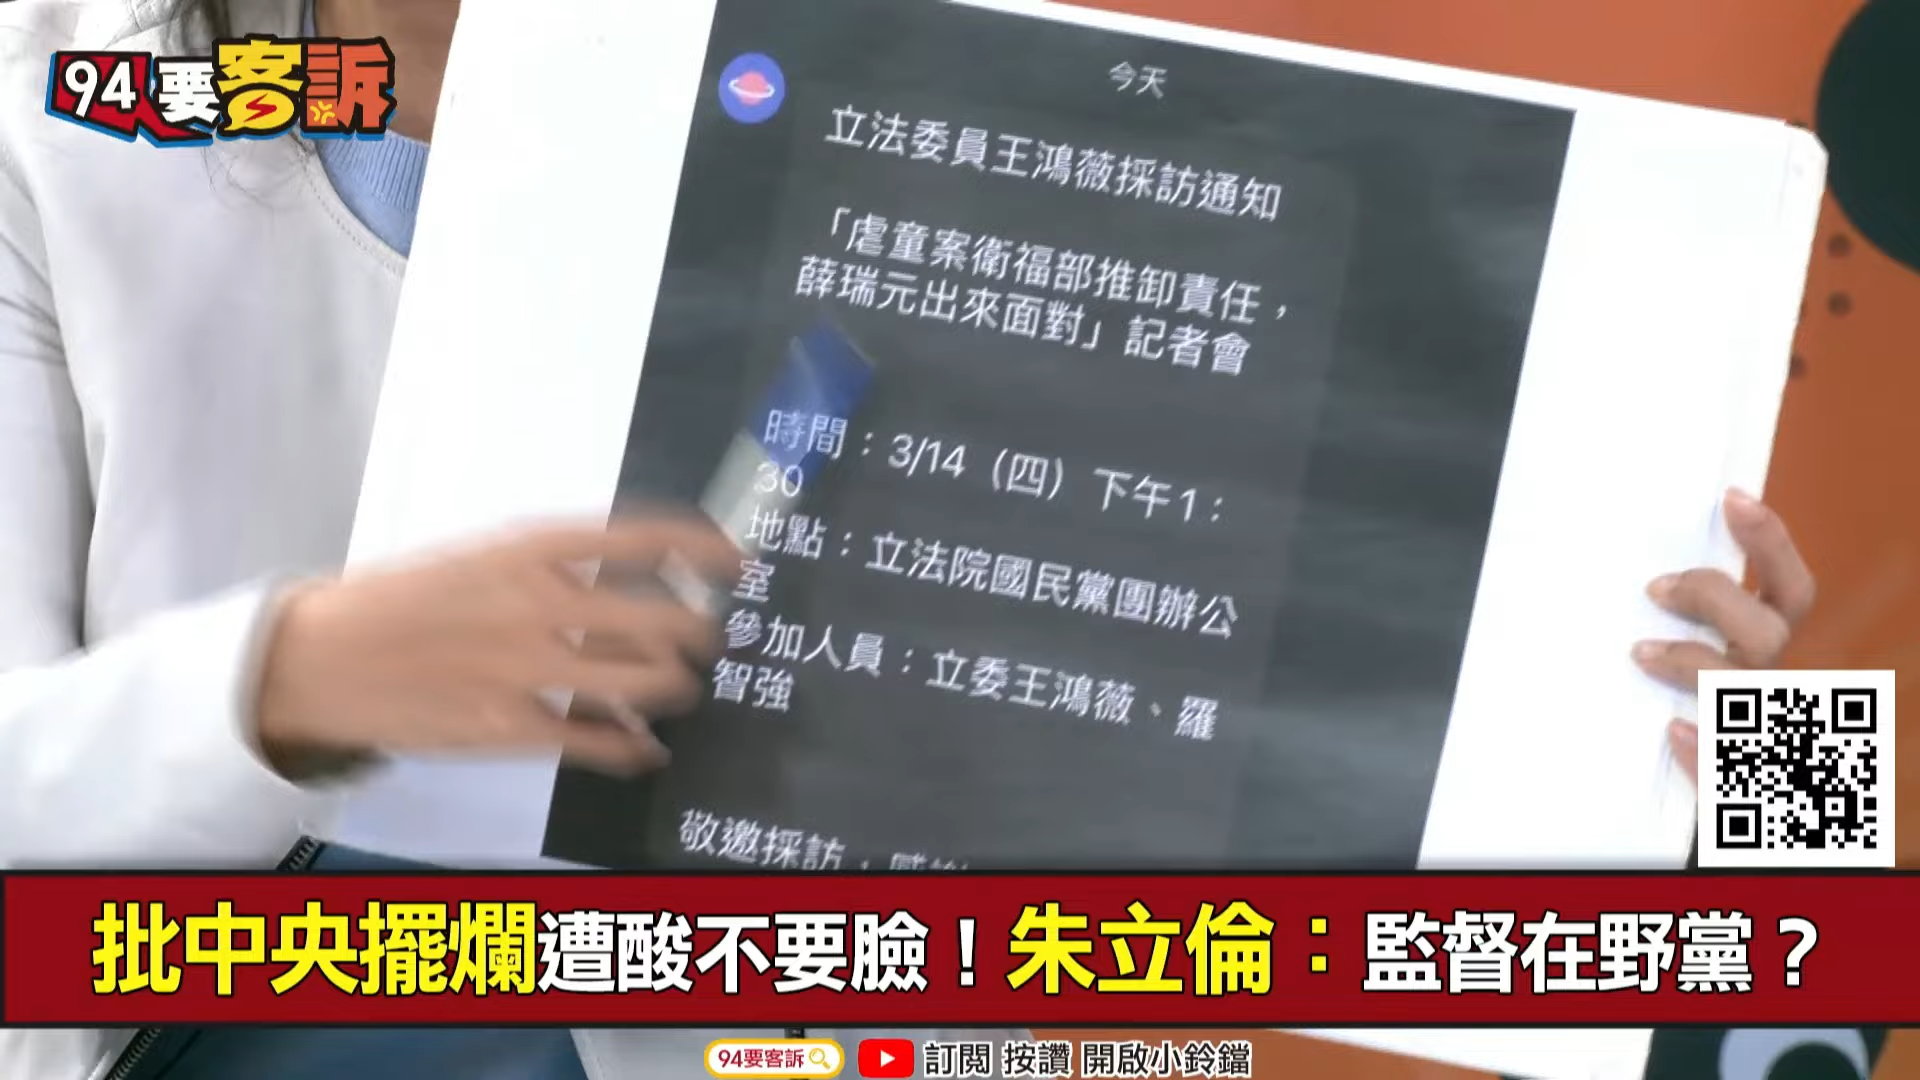 94要客訴
今天
立法委員王鴻薇採訪通知
「虐童案衛福部推卸責任，
薛瑞元出來面對」記者會
時間：3/14（四）下午1：
30
地點：立法院國民黨團辦公
室
參加人員：立委王鴻薇、羅
智強
敬邀採訪，感謝
批中央擺爛遭酸不要臉！朱立倫：監督在野黨？
94要客訴
訂閱 按讚 開啟小鈴鐺